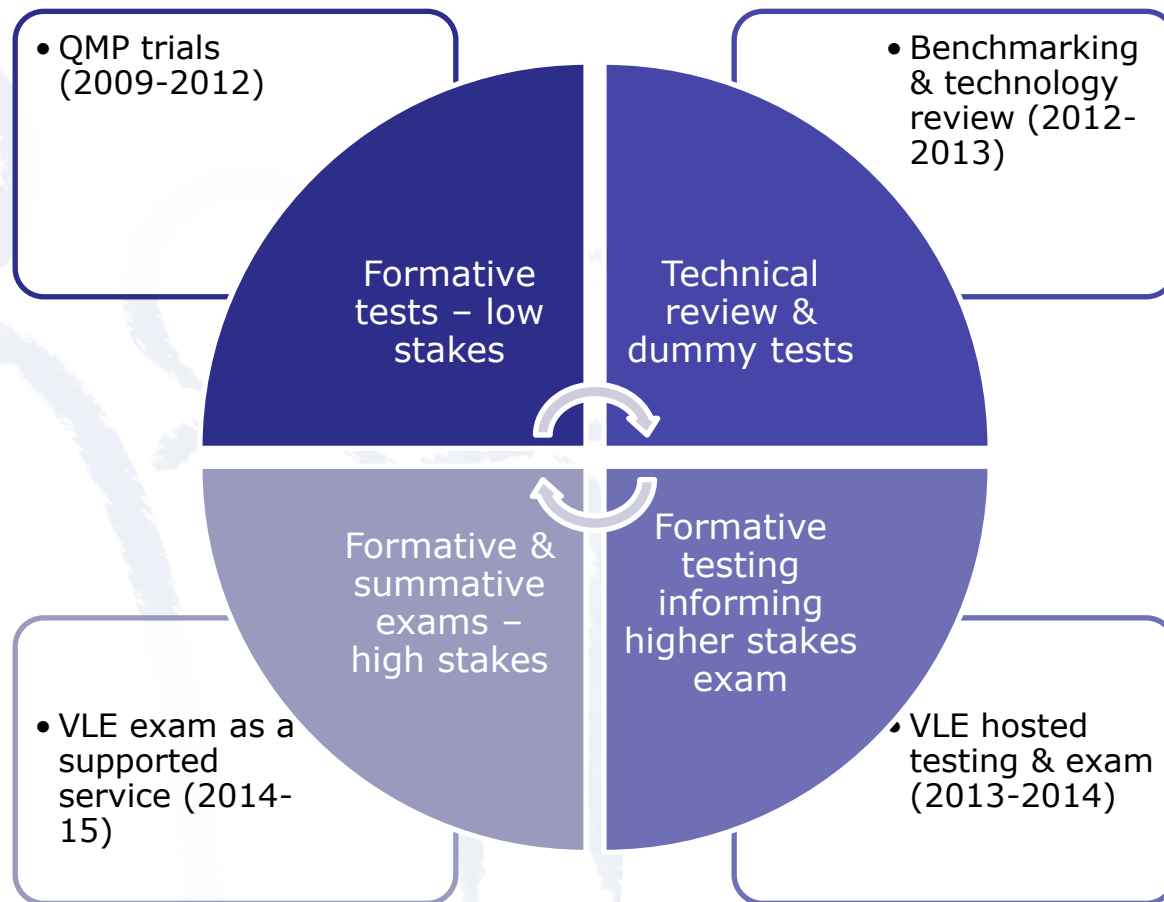 • QMP trials
(2009-2012)
• Benchmarking
& technology
review (2012-
2013)
Formative
tests – low
stakes
Technical
review &
dummy tests
Formative &
summative
exams –
high stakes
Formative
testing
informing
higher stakes
exam
• VLE exam as a
supported
service (2014-
15)
• VLE hosted
testing & exam
(2013-2014)